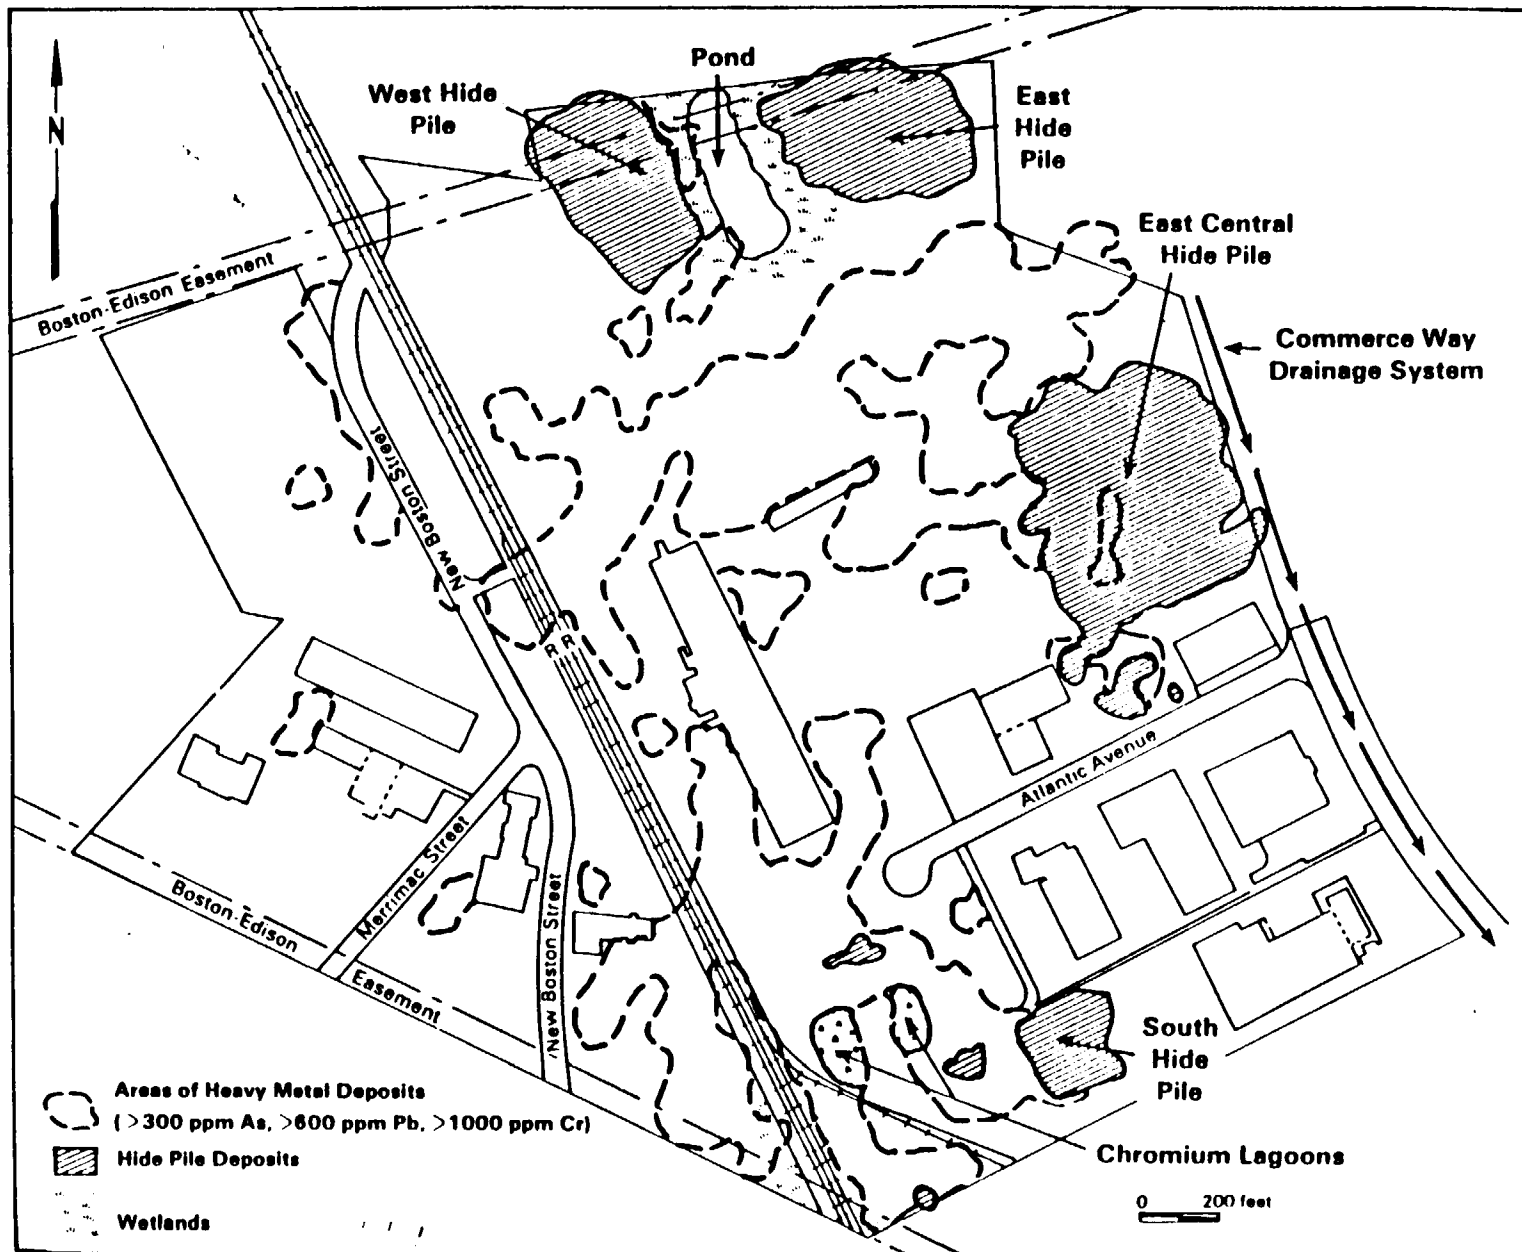 N
West Hide
Pile
Pond
East
Hide
Pile
East Central
Hide Pile
Commerce Way
Drainage System
Boston-Edison Easement
New Boston Street
R R
Atlantic Avenue
Merrimac Street
New Boston Street
Boston-Edison
Easement
South
Hide
Pile
Chromium Lagoons
Areas of Heavy Metal Deposits
( >300 ppm As, >600 ppm Pb, >1000 ppm Cr)
Hide Pile Deposits
Wetlands
0 200 feet